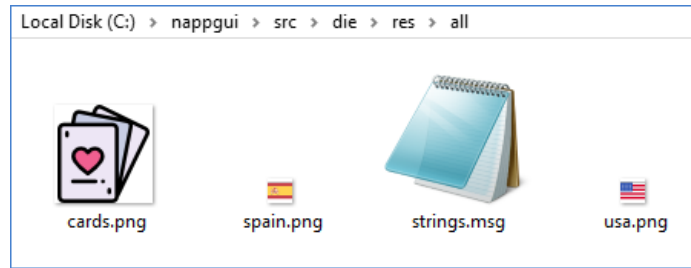 Local Disk (C:) > nappgui > src > die > res > all
cards.png spain.png strings.msg usa.png